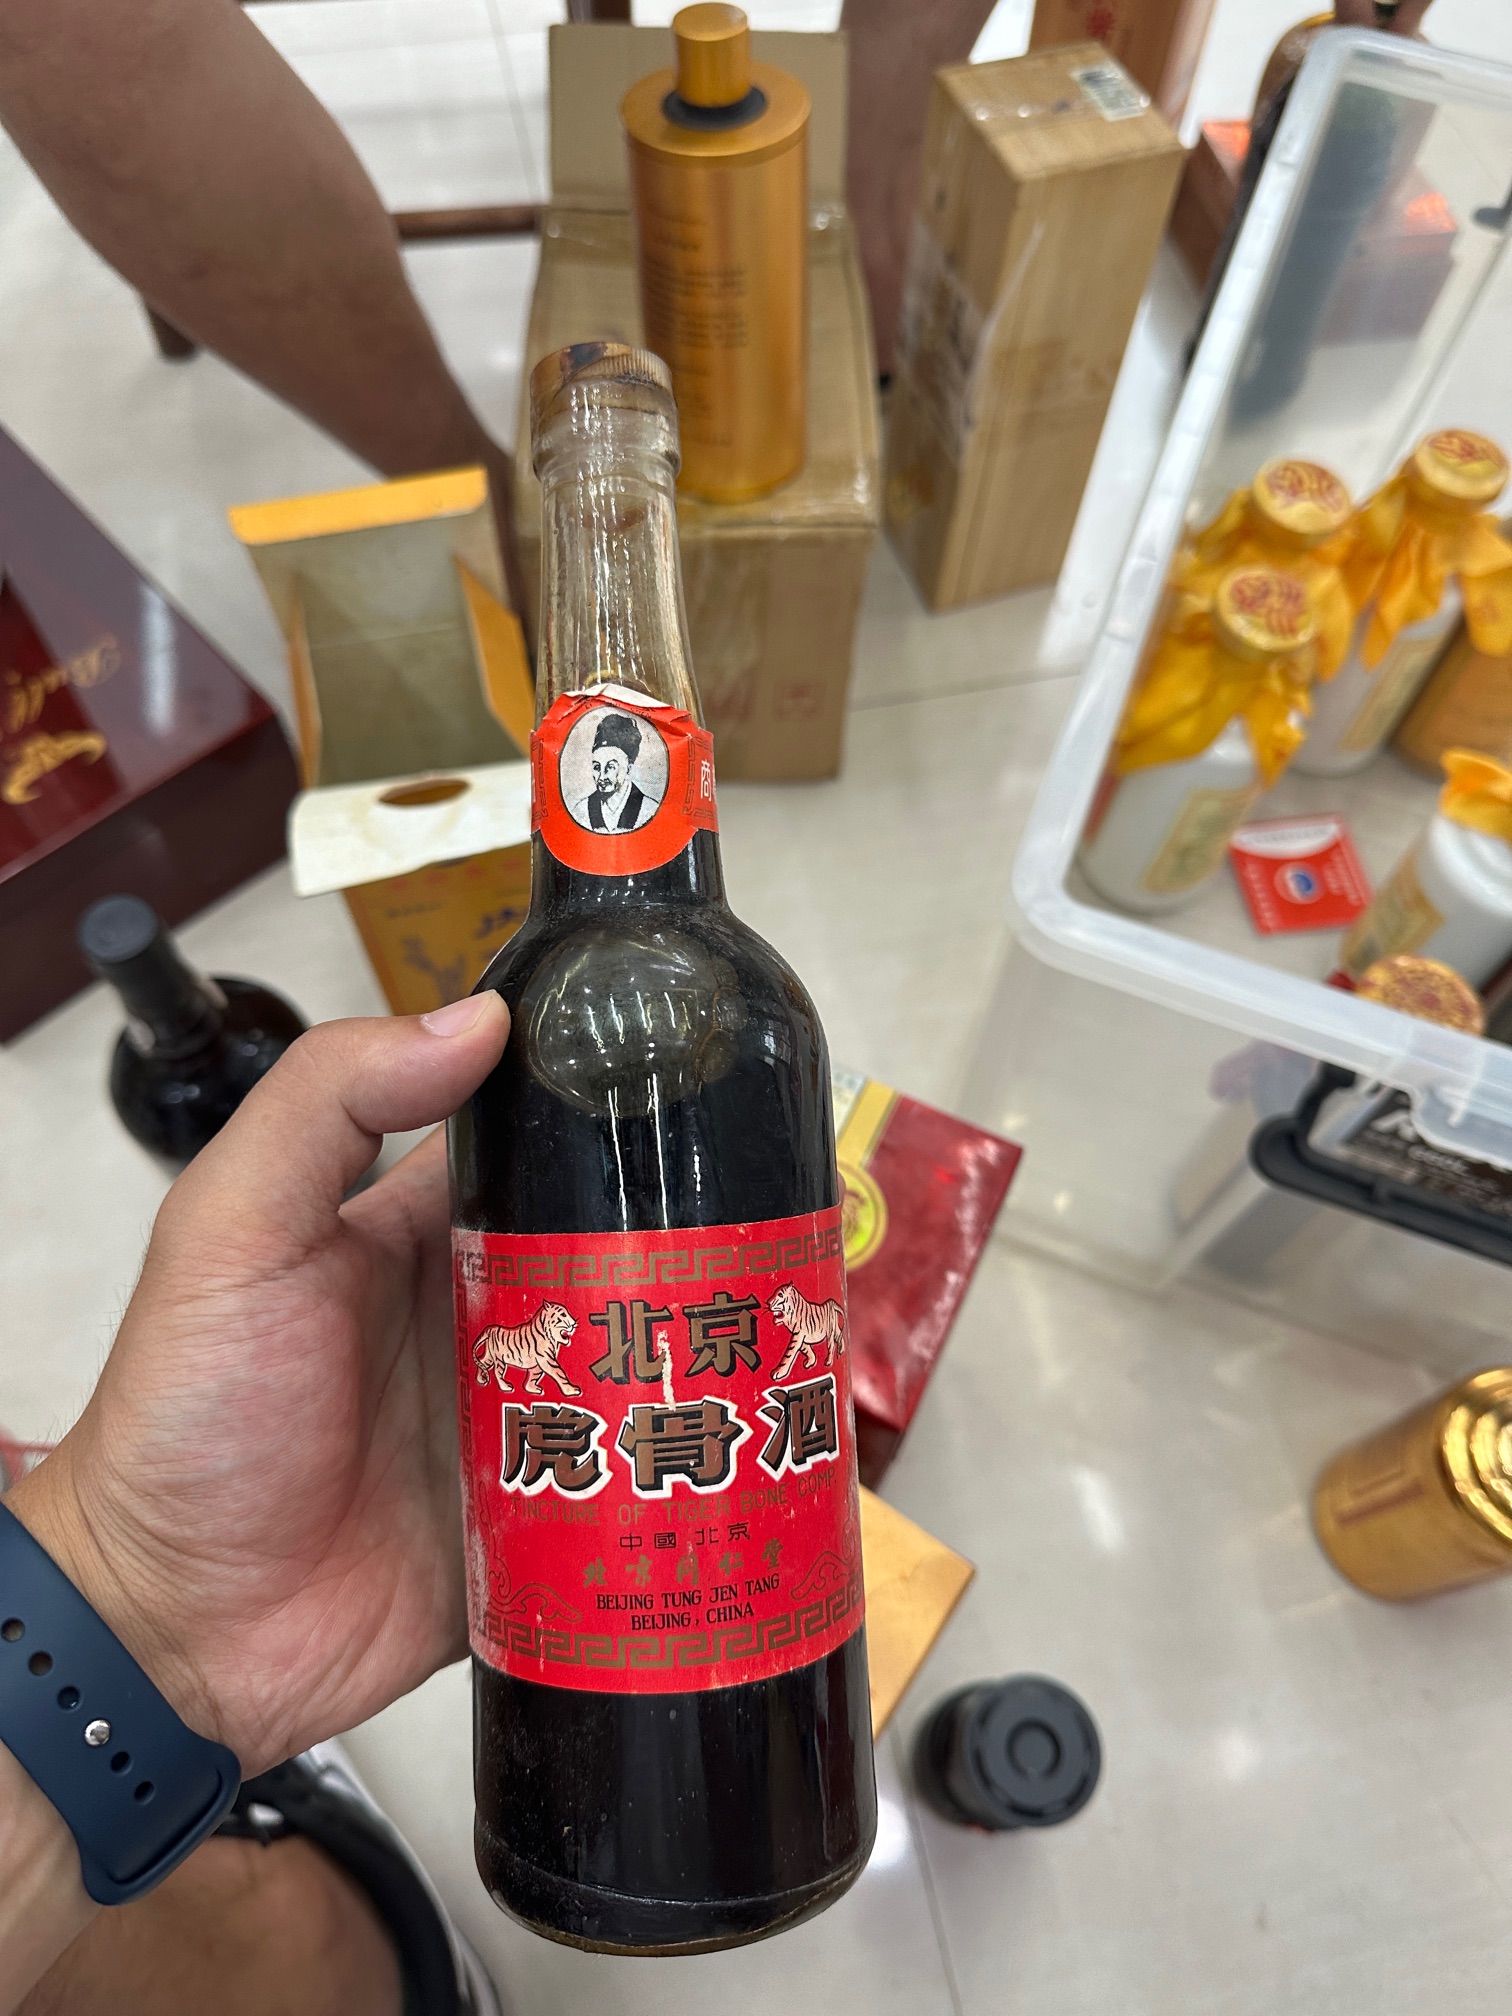 商
北京
虎骨酒
TINCTURE OF TIGER BONE COMP.
中國北京
北京同仁堂
BEIJING TUNG JEN TANG
BEIJING, CHINA